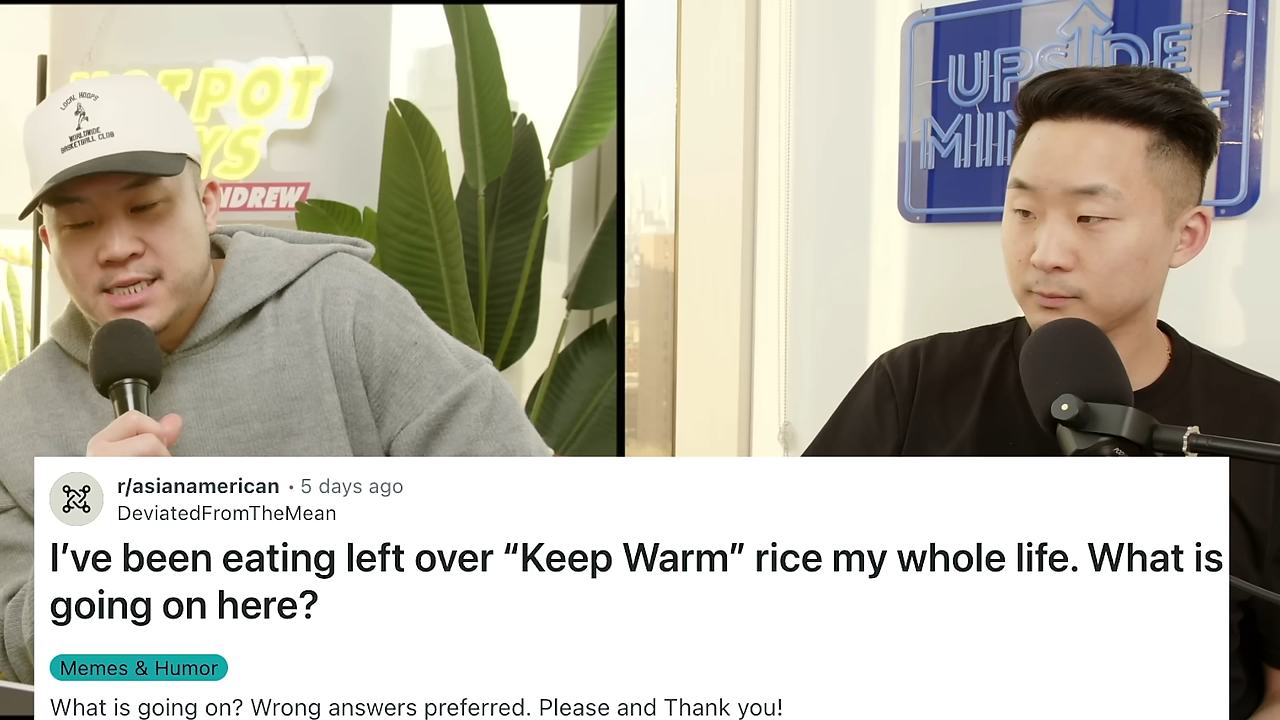 LOCAL HOOPS
WORLDWIDE
BASKETBALL CLUB
UPSIDE
r/asianamerican • 5 days ago
DeviatedFromTheMean
I’ve been eating left over “Keep Warm” rice my whole life. What is
going on here?
Memes & Humor
What is going on? Wrong answers preferred. Please and Thank you!